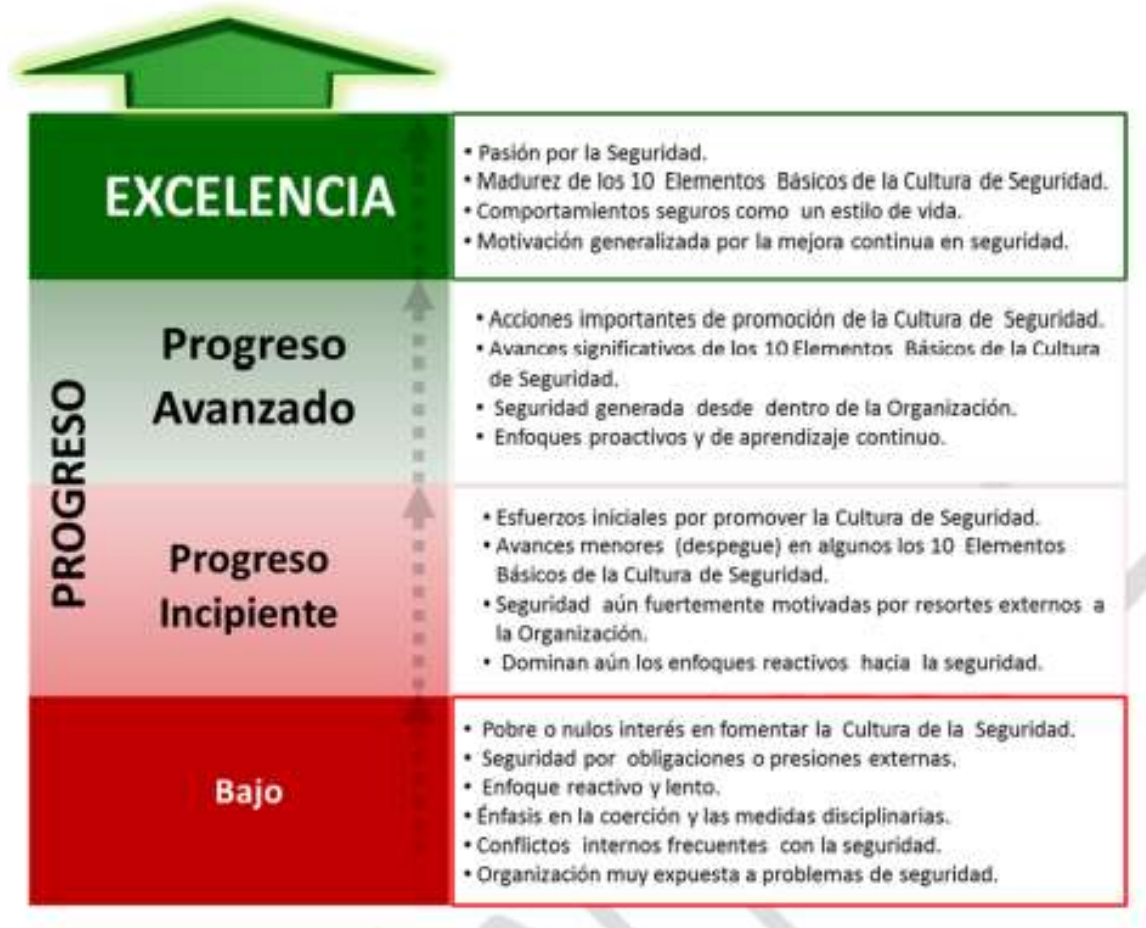 EXCELENCIA
• Pasión por la Seguridad.
• Madurez de los 10 Elementos Básicos de la Cultura de Seguridad.
• Comportamientos seguros como un estilo de vida.
• Motivación generalizada por la mejora continua en seguridad.
PROGRESO
Progreso
Avanzado
• Acciones importantes de promoción de la Cultura de Seguridad.
• Avances significativos de los 10 Elementos Básicos de la Cultura
de Seguridad.
• Seguridad generada desde dentro de la Organización.
• Enfoques proactivos y de aprendizaje continuo.
Progreso
Incipiente
• Esfuerzos iniciales por promover la Cultura de Seguridad.
• Avances menores (despegue) en algunos los 10 Elementos
Básicos de la Cultura de Seguridad.
• Seguridad aún fuertemente motivadas por resortes externos a
la Organización.
• Dominan aún los enfoques reactivos hacia la seguridad.
Bajo
• Pobre o nulos interés en fomentar la Cultura de la Seguridad.
• Seguridad por obligaciones o presiones externas.
• Enfoque reactivo y lento.
• Énfasis en la coerción y las medidas disciplinarias.
• Conflictos internos frecuentes con la seguridad.
• Organización muy expuesta a problemas de seguridad.